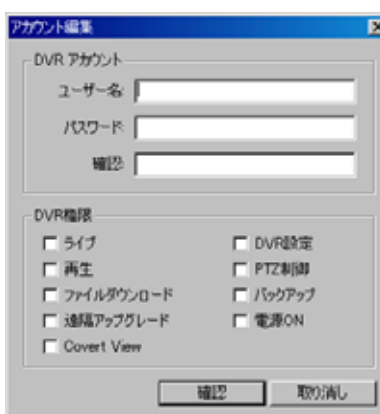 アカウント編集
DVR アカウント
ユーザー名:
パスワード:
確認:
DVR権限
ライブ
DVR設定
再生
PTZ制御
ファイルダウンロード
バックアップ
遠隔アップグレード
電源ON
Covert View
確認
取り消し